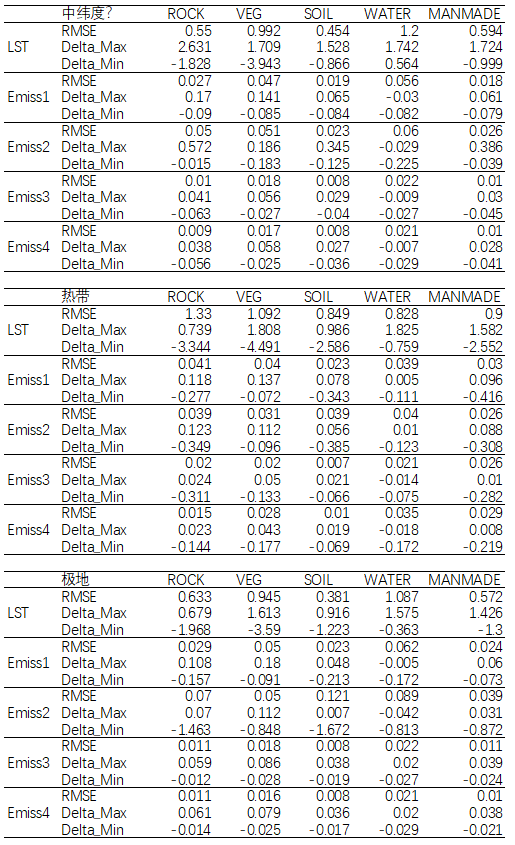 中纬度? ROCK VEG SOIL WATER MANMADE
RMSE 0.55 0.992 0.454 1.2 0.594
LST Delta_Max 2.631 1.709 1.528 1.742 1.724
Delta_Min -1.828 -3.943 -0.866 0.564 -0.999
RMSE 0.027 0.047 0.019 0.056 0.018
Emiss1 Delta_Max 0.17 0.141 0.065 -0.03 0.061
Delta_Min -0.09 -0.085 -0.084 -0.082 -0.079
RMSE 0.05 0.051 0.023 0.06 0.026
Emiss2 Delta_Max 0.572 0.186 0.345 -0.029 0.386
Delta_Min -0.015 -0.183 -0.125 -0.225 -0.039
RMSE 0.01 0.018 0.008 0.022 0.01
Emiss3 Delta_Max 0.041 0.056 0.029 -0.009 0.03
Delta_Min -0.063 -0.027 -0.04 -0.027 -0.045
RMSE 0.009 0.017 0.008 0.021 0.01
Emiss4 Delta_Max 0.038 0.058 0.027 -0.007 0.028
Delta_Min -0.056 -0.025 -0.036 -0.029 -0.041
热带 ROCK VEG SOIL WATER MANMADE
RMSE 1.33 1.092 0.849 0.828 0.9
LST Delta_Max 0.739 1.808 0.986 1.825 1.582
Delta_Min -3.344 -4.491 -2.586 -0.759 -2.552
RMSE 0.041 0.04 0.023 0.039 0.03
Emiss1 Delta_Max 0.118 0.137 0.078 0.005 0.096
Delta_Min -0.277 -0.072 -0.343 -0.111 -0.416
RMSE 0.039 0.031 0.039 0.04 0.026
Emiss2 Delta_Max 0.123 0.112 0.056 0.01 0.088
Delta_Min -0.349 -0.096 -0.385 -0.123 -0.308
RMSE 0.02 0.02 0.007 0.021 0.026
Emiss3 Delta_Max 0.024 0.05 0.021 -0.014 0.01
Delta_Min -0.311 -0.133 -0.066 -0.075 -0.282
RMSE 0.015 0.028 0.01 0.035 0.029
Emiss4 Delta_Max 0.023 0.043 0.019 -0.018 0.008
Delta_Min -0.144 -0.177 -0.069 -0.172 -0.219
极地 ROCK VEG SOIL WATER MANMADE
RMSE 0.633 0.945 0.381 1.087 0.572
LST Delta_Max 0.679 1.613 0.916 1.575 1.426
Delta_Min -1.968 -3.59 -1.223 -0.363 -1.3
RMSE 0.029 0.05 0.023 0.062 0.024
Emiss1 Delta_Max 0.108 0.18 0.048 -0.005 0.06
Delta_Min -0.157 -0.091 -0.213 -0.172 -0.073
RMSE 0.07 0.05 0.121 0.089 0.039
Emiss2 Delta_Max 0.07 0.112 0.007 -0.042 0.031
Delta_Min -1.463 -0.848 -1.672 -0.813 -0.872
RMSE 0.011 0.018 0.008 0.022 0.011
Emiss3 Delta_Max 0.059 0.086 0.038 0.02 0.039
Delta_Min -0.012 -0.028 -0.019 -0.027 -0.024
RMSE 0.011 0.016 0.008 0.021 0.01
Emiss4 Delta_Max 0.061 0.079 0.036 0.02 0.038
Delta_Min -0.014 -0.025 -0.017 -0.029 -0.021